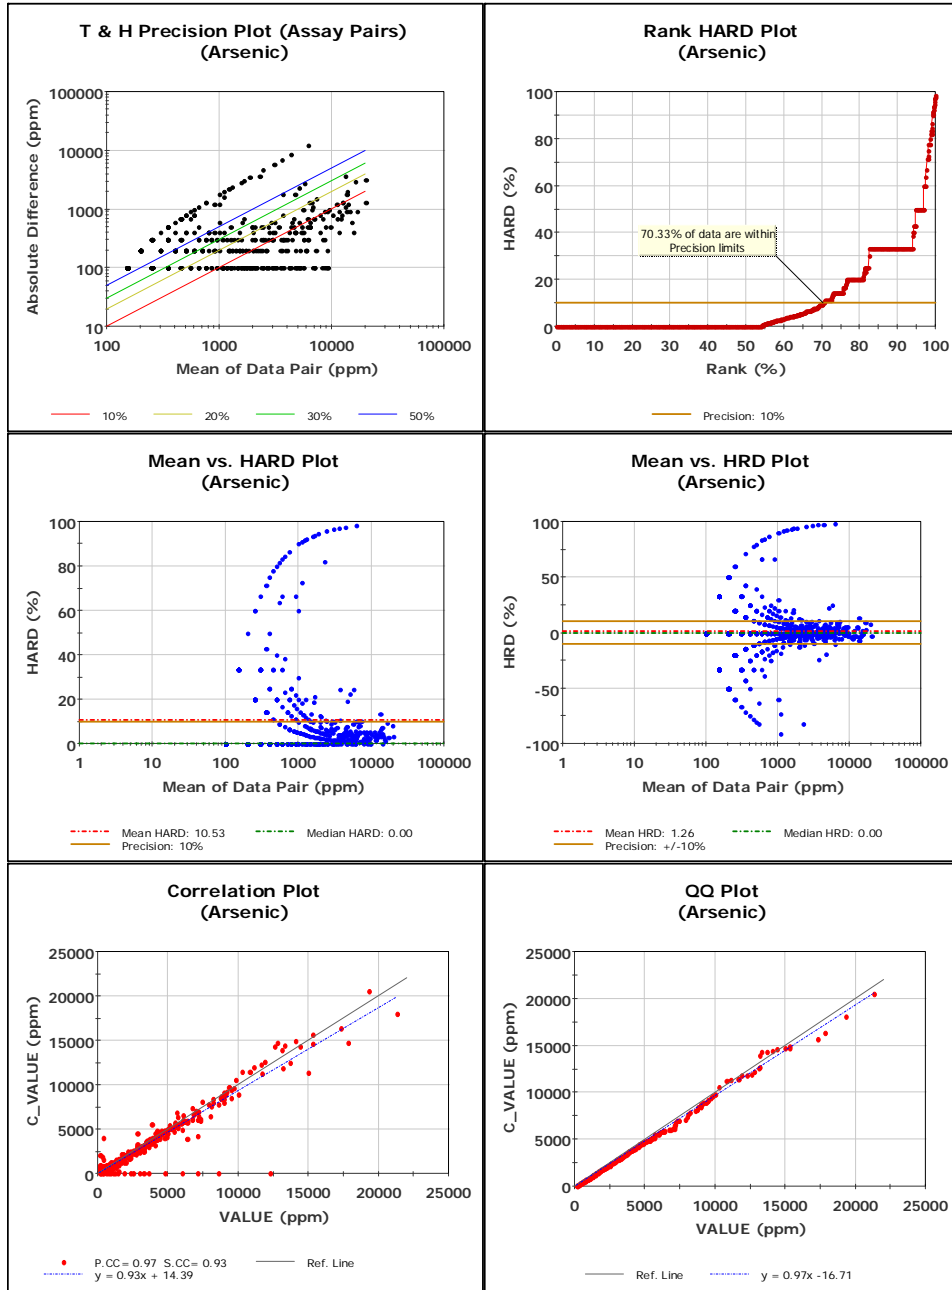 T & H Precision Plot (Assay Pairs)
(Arsenic)
Absolute Difference (ppm)
100000
10000
1000
100
10
100
1000
10000
100000
Mean of Data Pair (ppm)
10%
20%
30%
50%
Rank HARD Plot
(Arsenic)
HARD (%)
100
80
60
40
20
0
70.33% of data are within
Precision limits
0
10
20
30
40
50
60
70
80
90
100
Rank (%)
Precision: 10%
Mean vs. HARD Plot
(Arsenic)
HARD (%)
100
80
60
40
20
0
1
10
100
1000
10000
100000
Mean of Data Pair (ppm)
Mean HARD: 10.53
Median HARD: 0.00
Precision: 10%
Mean vs. HRD Plot
(Arsenic)
HRD (%)
100
50
0
-50
-100
1
10
100
1000
10000
100000
Mean of Data Pair (ppm)
Mean HRD: 1.26
Median HRD: 0.00
Precision: +/-10%
Correlation Plot
(Arsenic)
C_VALUE (ppm)
25000
20000
15000
10000
5000
0
0
5000
10000
15000
20000
25000
VALUE (ppm)
P.CC= 0.97 S.CC= 0.93
Ref. Line
y = 0.93x + 14.39
QQ Plot
(Arsenic)
C_VALUE (ppm)
25000
20000
15000
10000
5000
0
0
5000
10000
15000
20000
25000
VALUE (ppm)
Ref. Line
y = 0.97x -16.71